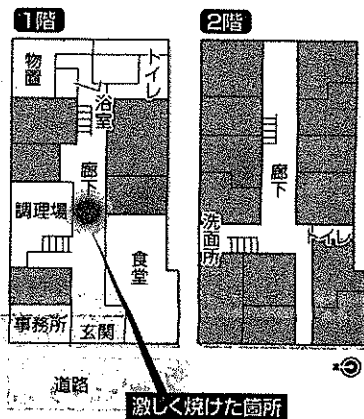 1階
2階
物置
トイレ
浴室
廊下
調理場
食堂
事務所
玄関
道路
廊下
洗面所
トイレ
激しく焼けた箇所